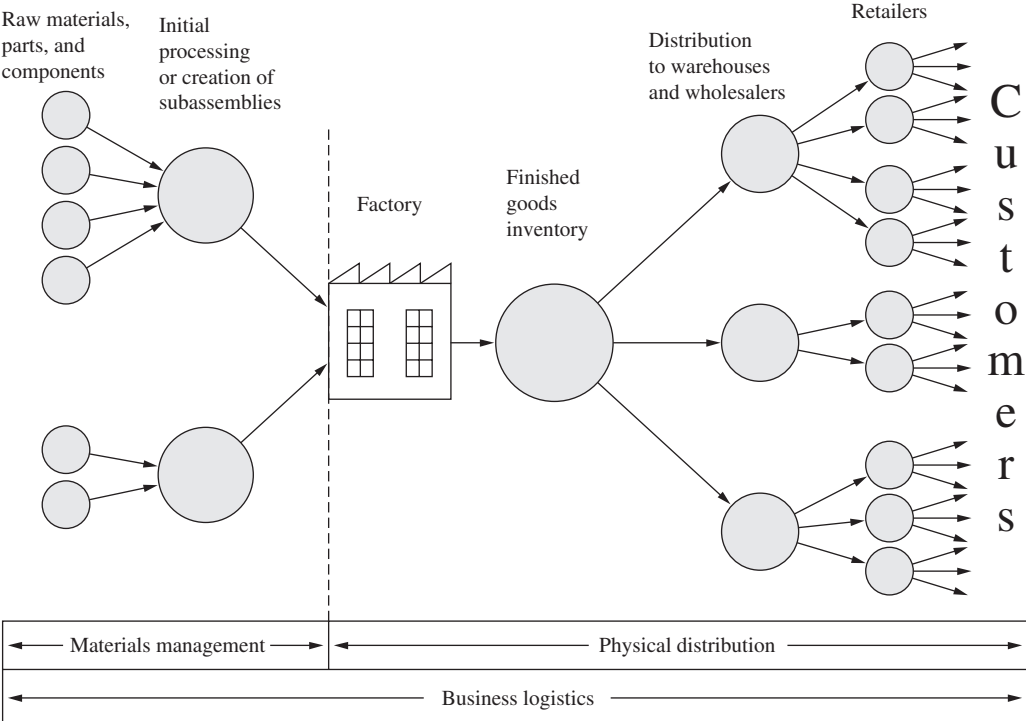 Raw materials,
parts, and
components
Initial
processing
or creation of
subassemblies
Factory
Finished
goods
inventory
Distribution
to warehouses
and wholesalers
Retailers
Customers
Materials management
Physical distribution
Business logistics